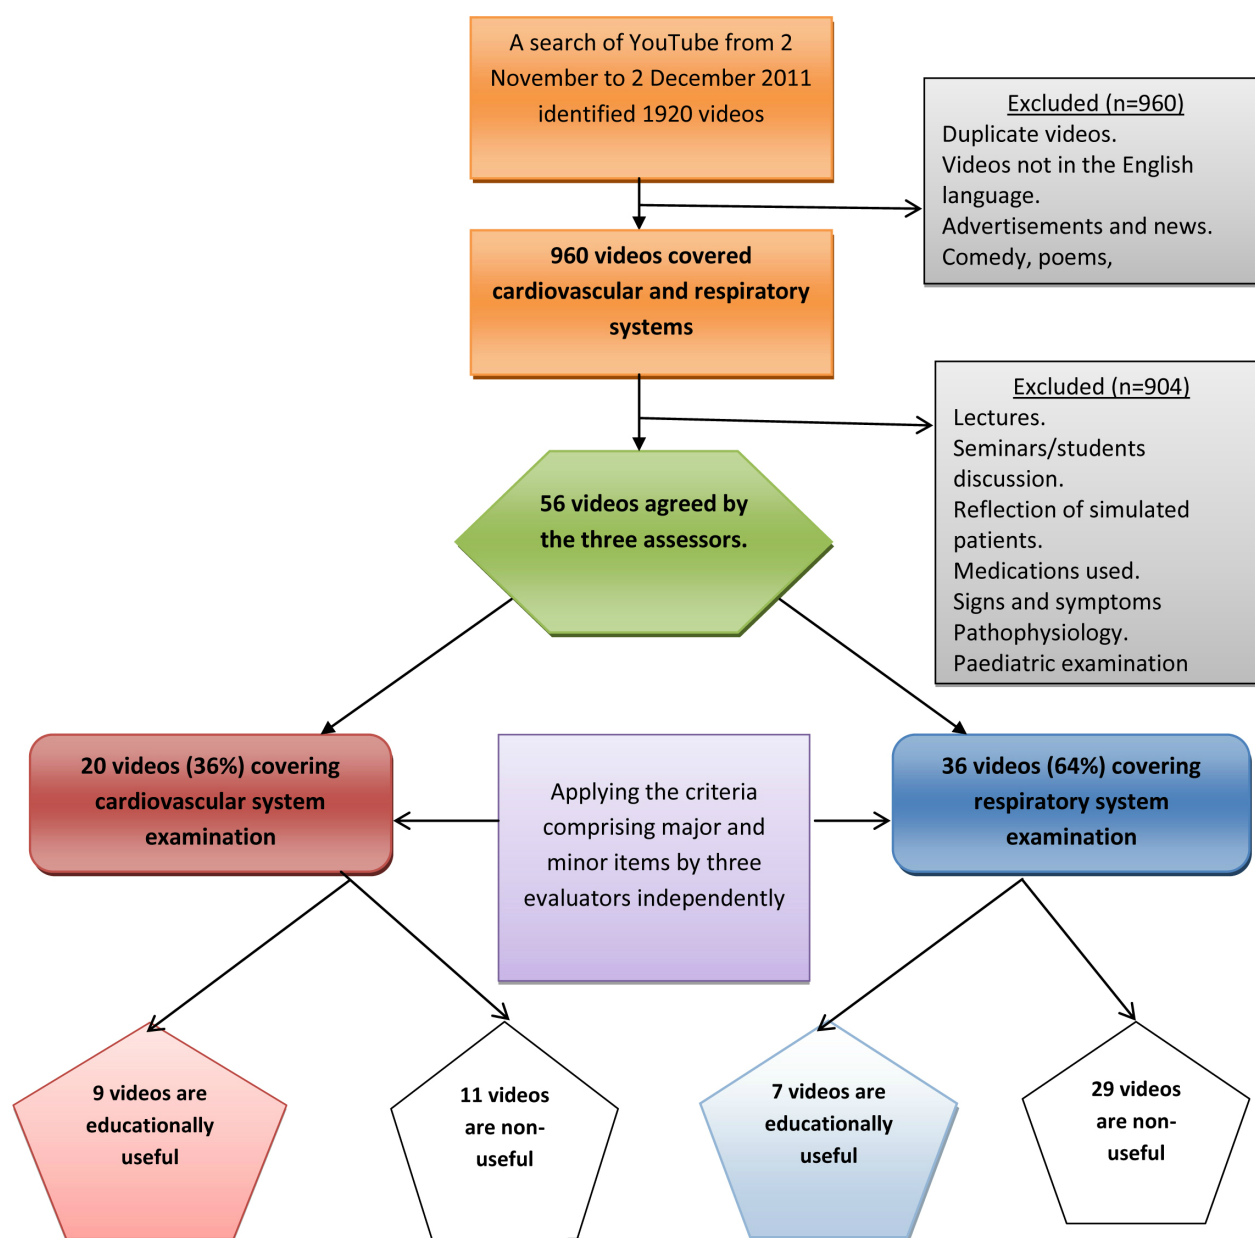 A search of YouTube from 2
November to 2 December 2011
identified 1920 videos
Excluded (n=960)
Duplicate videos.
Videos not in the English
language.
Advertisements and news.
Comedy, poems,
960 videos covered
cardiovascular and respiratory
systems
Excluded (n=904)
Lectures.
Seminars/students
discussion.
Reflection of simulated
patients.
Medications used.
Signs and symptoms
Pathophysiology.
Paediatric examination
56 videos agreed by
the three assessors.
20 videos (36%) covering
cardiovascular system
examination
Applying the criteria
comprising major and
minor items by three
evaluators independently
36 videos (64%) covering
respiratory system
examination
9 videos are
educationally
useful
11 videos
are non-
useful
7 videos are
educationally
useful
29 videos
are non-
useful